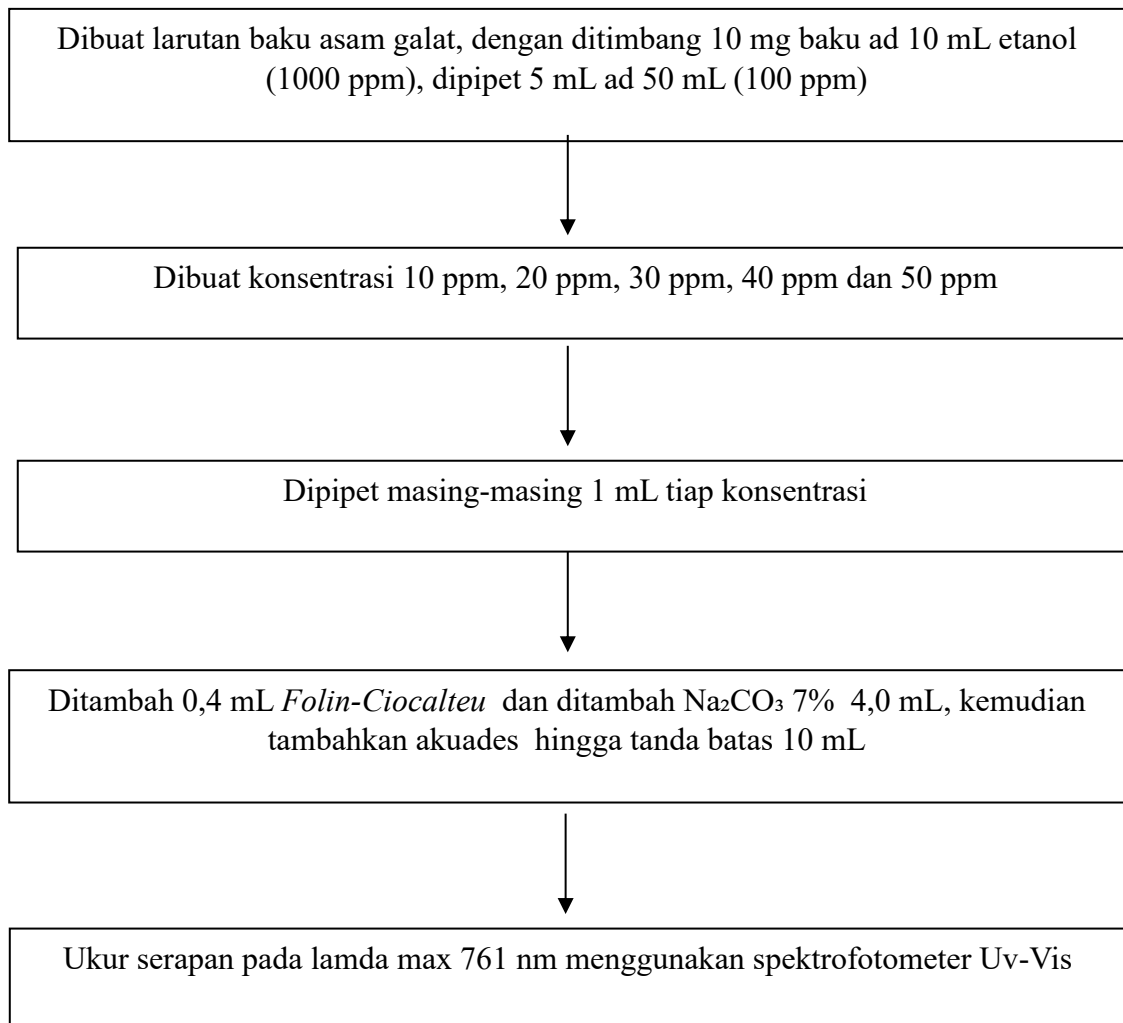 Dibuat larutan baku asam galat, dengan ditimbang 10 mg baku ad 10 mL etanol
(1000 ppm), dipipet 5 mL ad 50 mL (100 ppm)
Dibuat konsentrasi 10 ppm, 20 ppm, 30 ppm, 40 ppm dan 50 ppm
Dipipet masing-masing 1 mL tiap konsentrasi
Ditambah 0,4 mL Folin-Ciocalteu dan ditambah Na₂CO₃ 7% 4,0 mL, kemudian
tambahkan akuades hingga tanda batas 10 mL
Ukur serapan pada lamda max 761 nm menggunakan spektrofotometer Uv-Vis